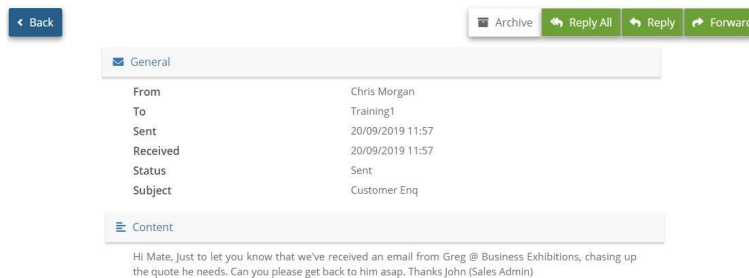 Back
Archive Reply All Reply Forward
General
From Chris Morgan
To Training1
Sent 20/09/2019 11:57
Received 20/09/2019 11:57
Status Sent
Subject Customer Enq
Content
Hi Mate, Just to let you know that we've received an email from Greg @ Business Exhibitions, chasing up
the quote he needs. Can you please get back to him asap. Thanks John (Sales Admin)